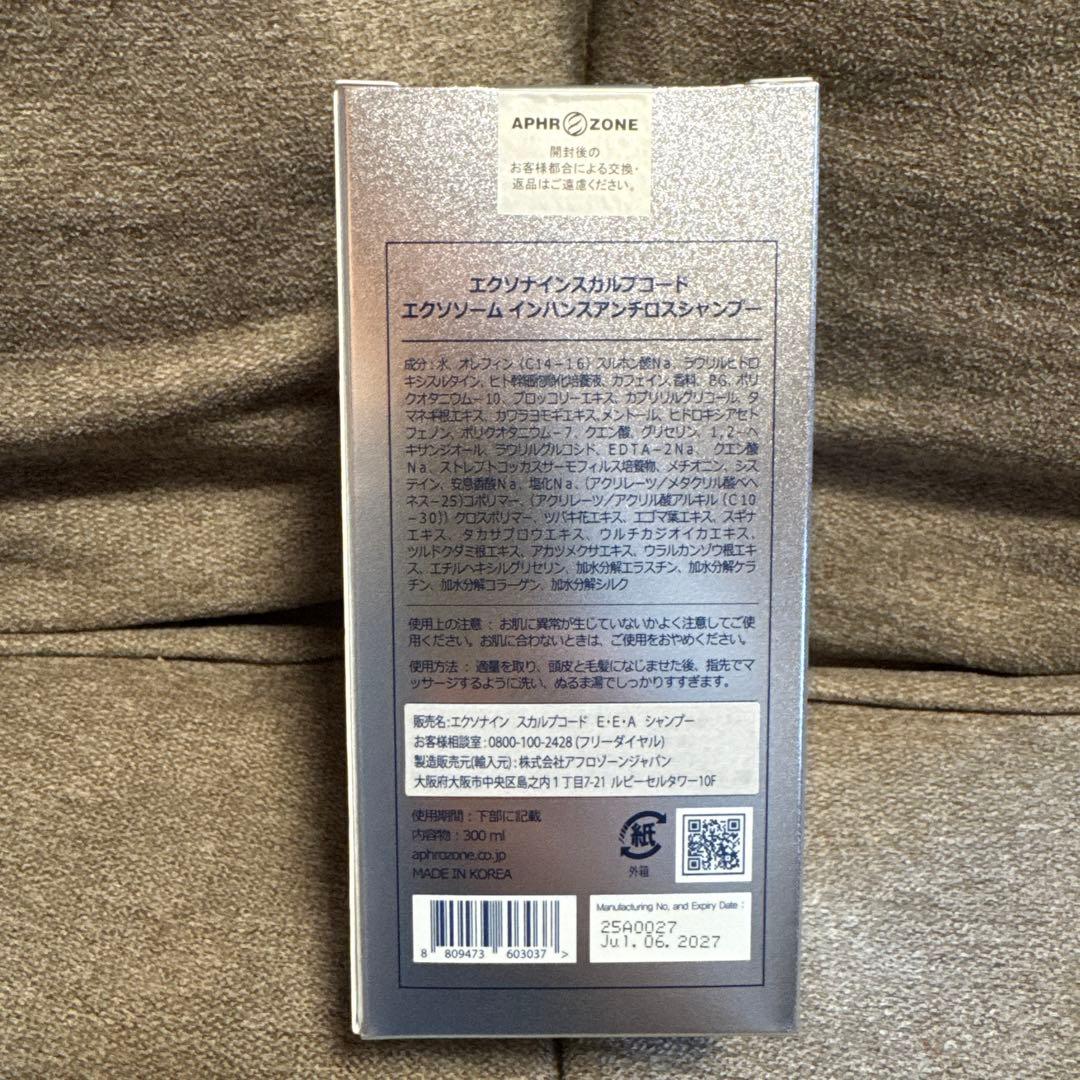 APHROZONE
開封後の
お客様都合による交換・
返品はご遠慮ください。
エクソナインスカルプコード
エクソソーム インハンスアンチロスシャンプー
成分：水、オレフィン（C14－16）スルホン酸Na、ラウリルヒドロ
キシスルタイン、ヒト幹細胞順化培養液、カフェイン、香料、BG、ポリ
クオタニウム－10、ブロッコリーエキス、カプリリルグリコール、タ
マネギ根エキス、カワラヨモギエキス、メントール、ヒドロキシアセト
フェノン、ポリクオタニウム－7、クエン酸、グリセリン、1,2－ヘ
キサンジオール、ラウリルグルコシド、EDTA－2Na、クエン酸
Na、ストレプトコッカスサーモフィルス培養物、メチオニン、シス
テイン、安息香酸Na、塩化Na、（アクリレーツ／メタクリル酸ベヘ
ネス－25）コポリマー、（アクリレーツ／アクリル酸アルキル（C10
－30））クロスポリマー、ツバキ花エキス、エゴマ葉エキス、スギナ
エキス、タカサブロウエキス、ウルチカジオイカエキス、
ツルドクダミ根エキス、アカツメクサエキス、ウラルカンゾウ根エキ
ス、エチルヘキシルグリセリン、加水分解エラスチン、加水分解ケラ
チン、加水分解コラーゲン、加水分解シルク
使用上の注意：お肌に異常が生じていないかよく注意してご使
用ください。お肌に合わないときは、ご使用をおやめください。
使用方法：適量を取り、頭皮と毛髪になじませた後、指先でマ
ッサージするように洗い、ぬるま湯でしっかりすすぎます。
販売名：エクソナイン スカルプコード E・E・A シャンプー
お客様相談室：0800-100-2428（フリーダイヤル）
製造販売元（輸入元）：株式会社アフロゾーンジャパン
大阪府大阪市中央区島之内1丁目7-21 ルビーセルタワー10F
使用期間：下部に記載
内容物：300 ml
aphrozone.co.jp
MADE IN KOREA
紙
外箱
8 809473 603037 >
Manufacturing No, and Expiry Date :
25A0027
Jul. 06. 2027